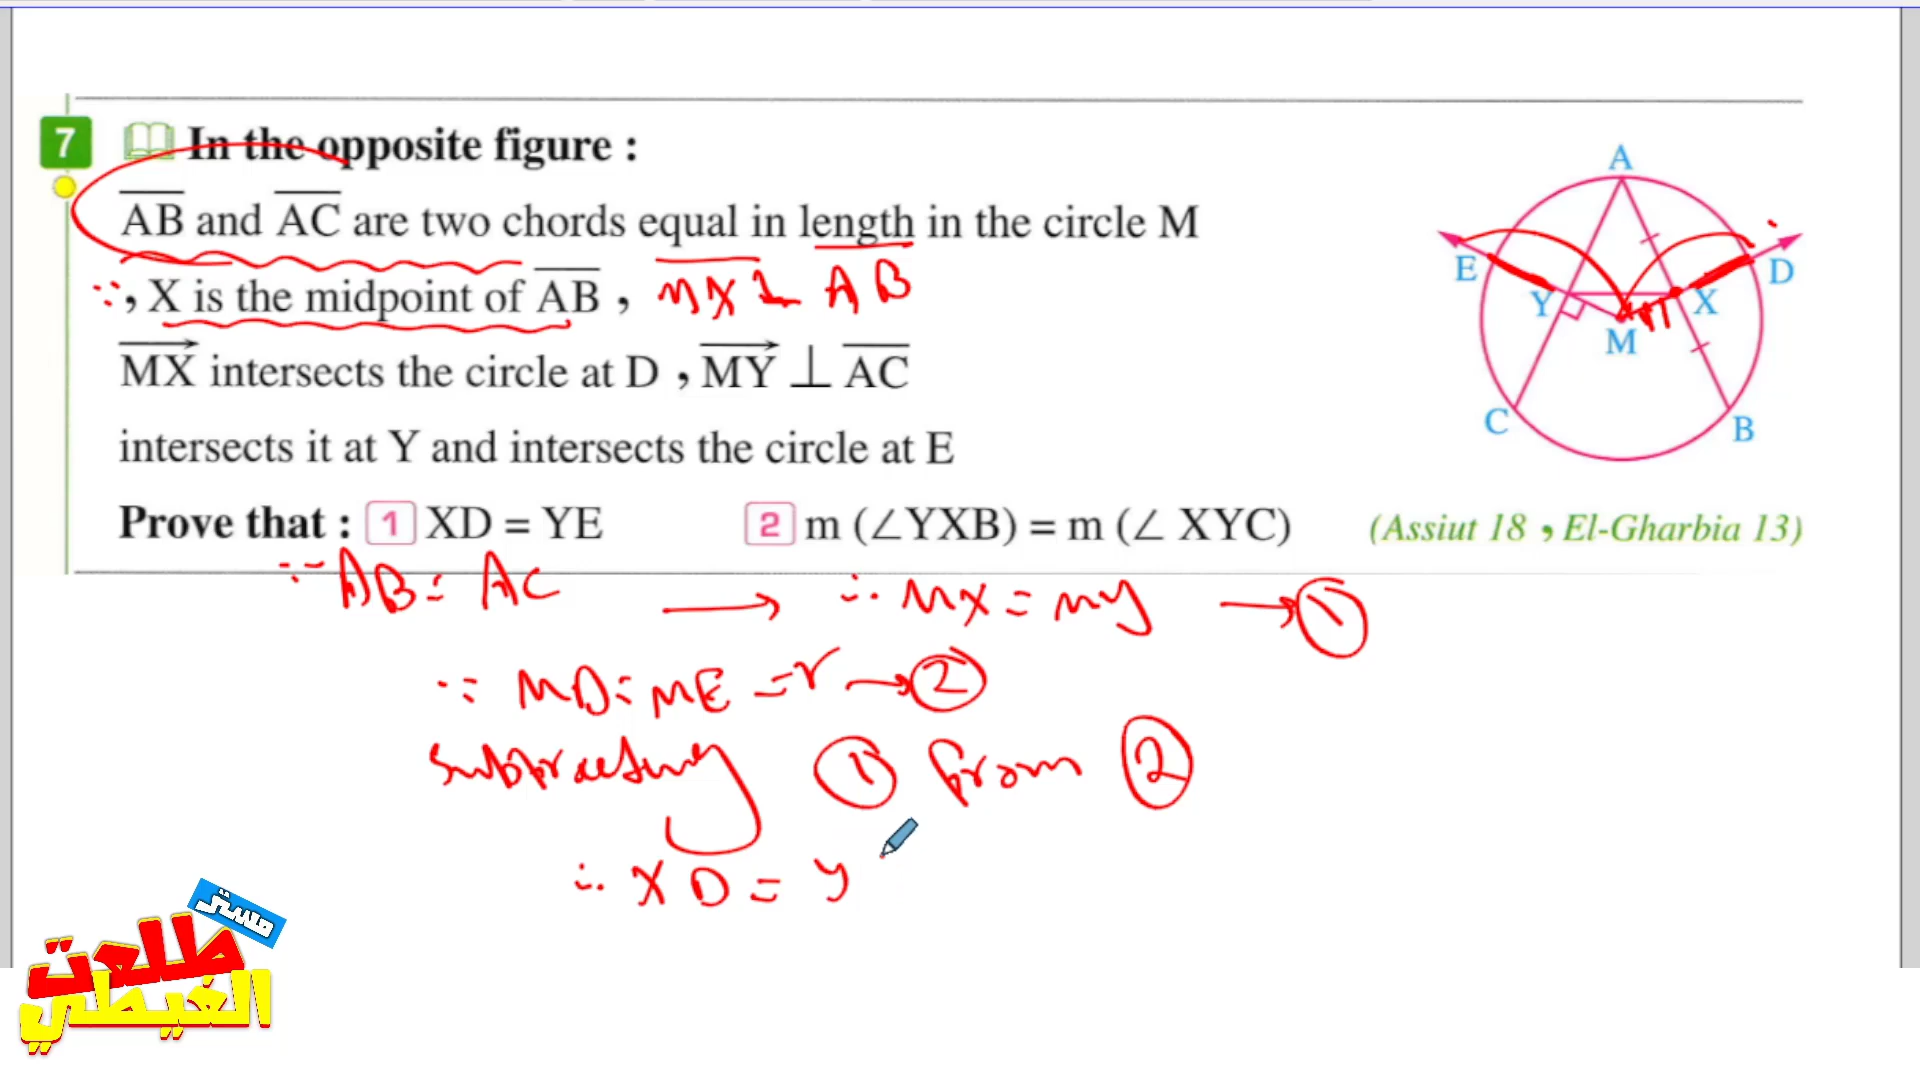 7 In the opposite figure :
AB and AC are two chords equal in length in the circle M
∵ , X is the midpoint of AB , MX ⊥ AB
MX intersects the circle at D , MY ⊥ AC
intersects it at Y and intersects the circle at E
Prove that : 1 XD = YE 2 m (∠YXB) = m (∠ XYC) (Assiut 18 , El-Gharbia 13)
A
E D
Y X
M
C B
∵ AB = AC → ∴ MX = MY → 1
∵ MD = ME = r → 2
Subtracting 1 from 2
∴ XD = Y
مستر
طلعت
الغيطي